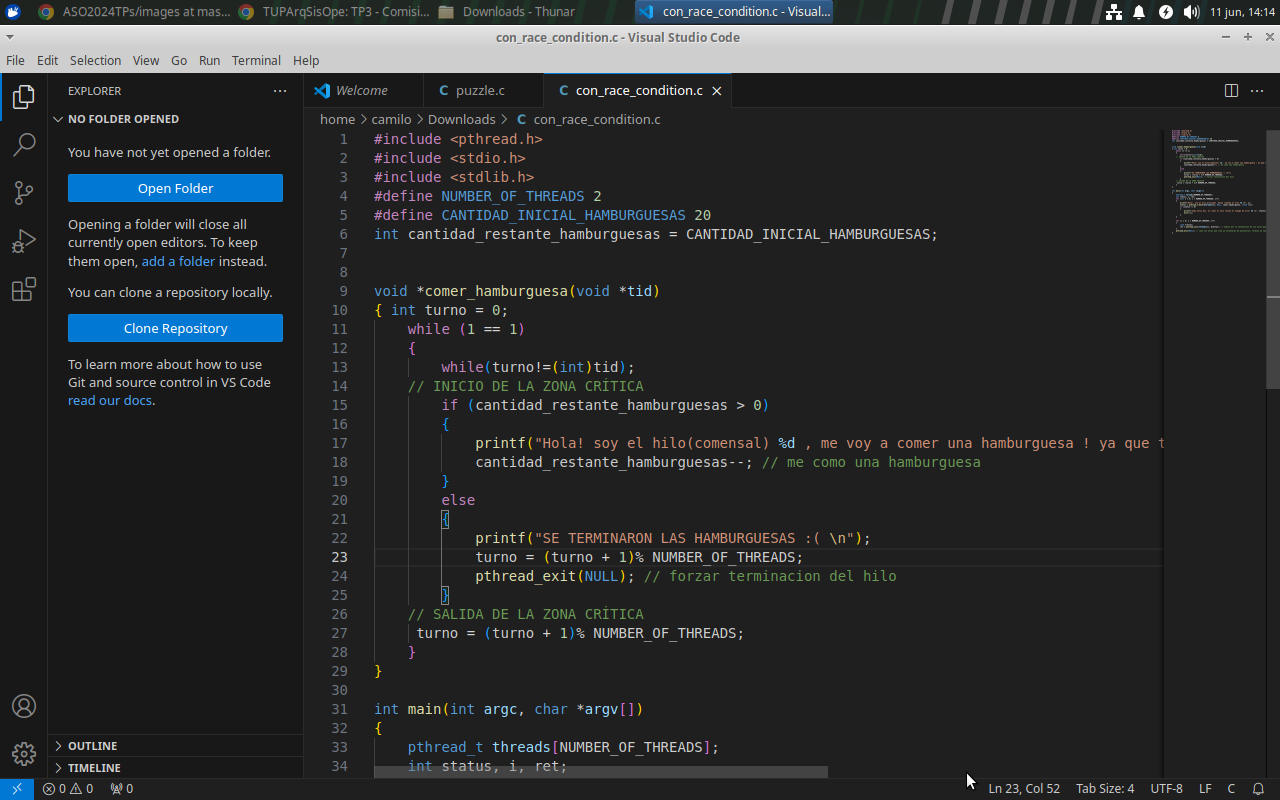 ASO2024TPs/images at mas...
TUPArqSisOpe: TP3 - Comisi...
Downloads - Thunar
con_race_condition.c - Visual...
11 jun, 14:14
con_race_condition.c - Visual Studio Code
File Edit Selection View Go Run Terminal Help
EXPLORER
NO FOLDER OPENED
You have not yet opened a folder.
Open Folder
Opening a folder will close all
currently open editors. To keep
them open, add a folder instead.
You can clone a repository locally.
Clone Repository
To learn more about how to use
Git and source control in VS Code
read our docs.
OUTLINE
TIMELINE
Welcome
C puzzle.c
C con_race_condition.c
home > camilo > Downloads > C con_race_condition.c
1 #include <pthread.h>
2 #include <stdio.h>
3 #include <stdlib.h>
4 #define NUMBER_OF_THREADS 2
5 #define CANTIDAD_INICIAL_HAMBURGUESAS 20
6 int cantidad_restante_hamburguesas = CANTIDAD_INICIAL_HAMBURGUESAS;
7
8
9 void *comer_hamburguesa(void *tid)
10 { int turno = 0;
11 while (1 == 1)
12 {
13 while(turno!=(int)tid);
14 // INICIO DE LA ZONA CRÍTICA
15 if (cantidad_restante_hamburguesas > 0)
16 {
17 printf("Hola! soy el hilo(comensal) %d , me voy a comer una hamburguesa ! ya que t
18 cantidad_restante_hamburguesas--; // me como una hamburguesa
19 }
20 else
21 {
22 printf("SE TERMINARON LAS HAMBURGUESAS :( \n");
23 turno = (turno + 1)% NUMBER_OF_THREADS;
24 pthread_exit(NULL); // forzar terminacion del hilo
25 }
26 // SALIDA DE LA ZONA CRÍTICA
27 turno = (turno + 1)% NUMBER_OF_THREADS;
28 }
29 }
30
31 int main(int argc, char *argv[])
32 {
33 pthread_t threads[NUMBER_OF_THREADS];
34 int status, i, ret;
0 0 0
Ln 23, Col 52 Tab Size: 4 UTF-8 LF C